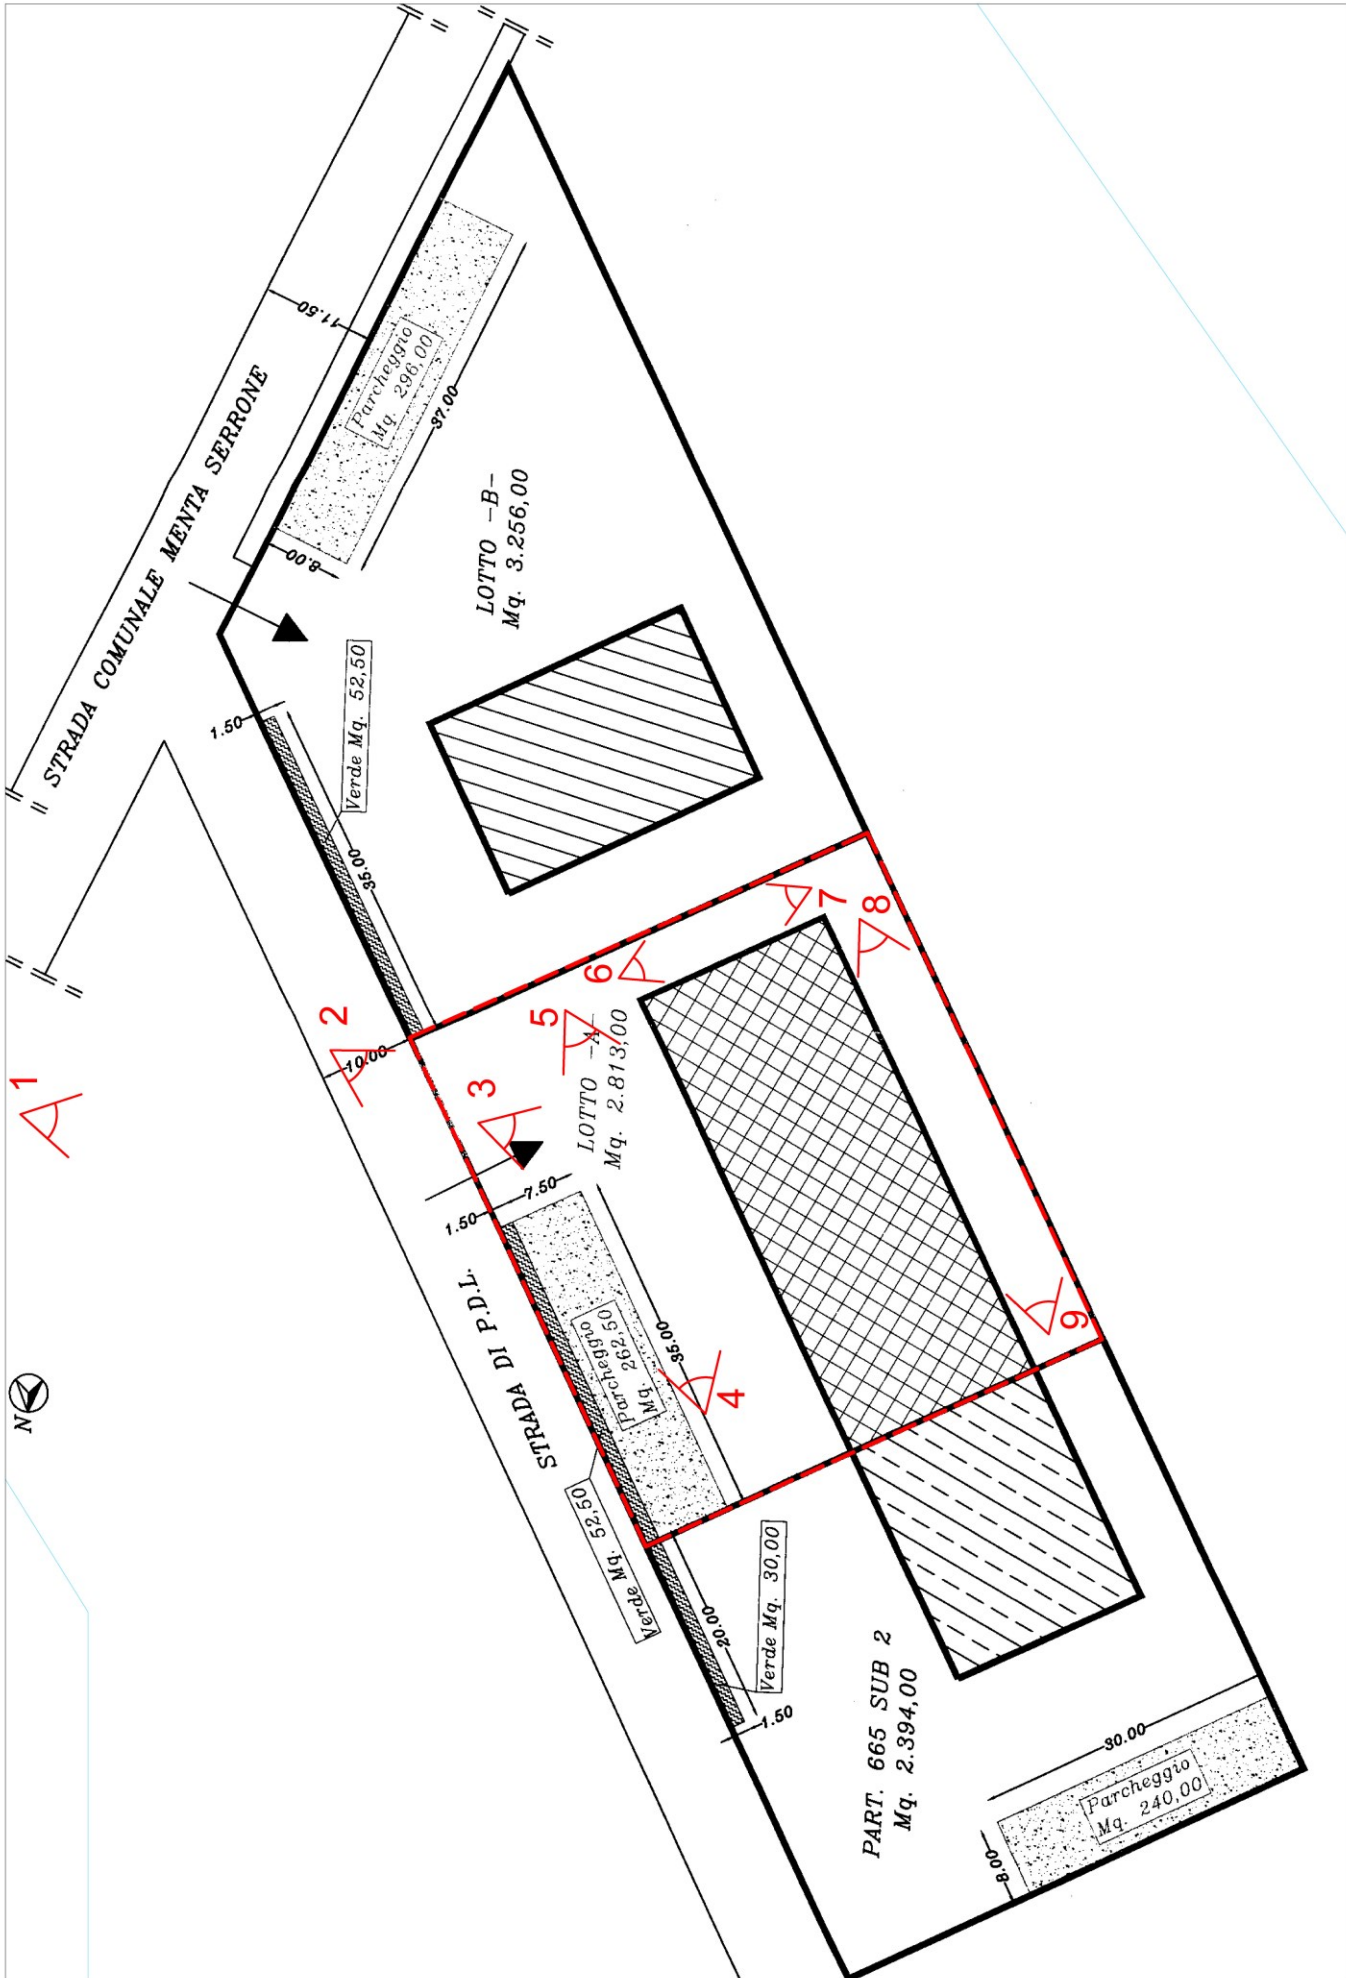 STRADA COMUNALE MENTA SERRONE
11.50
Parcheggio
Mq. 296,00
37.00
8.00
LOTTO -B-
Mq. 3.256,00
1.50
Verde Mq. 52,50
35.00
1
2
10.00
3
5
6
7
8
LOTTO -A-
Mq. 2.813,00
7.50
1.50
STRADA DI P.D.L.
Parcheggio
Mq. 262,50
35.00
4
9
N
Verde Mq. 52,50
20.00
Verde Mq. 30,00
1.50
PART. 665 SUB 2
Mq. 2.394,00
30.00
Parcheggio
Mq. 240,00
8.00